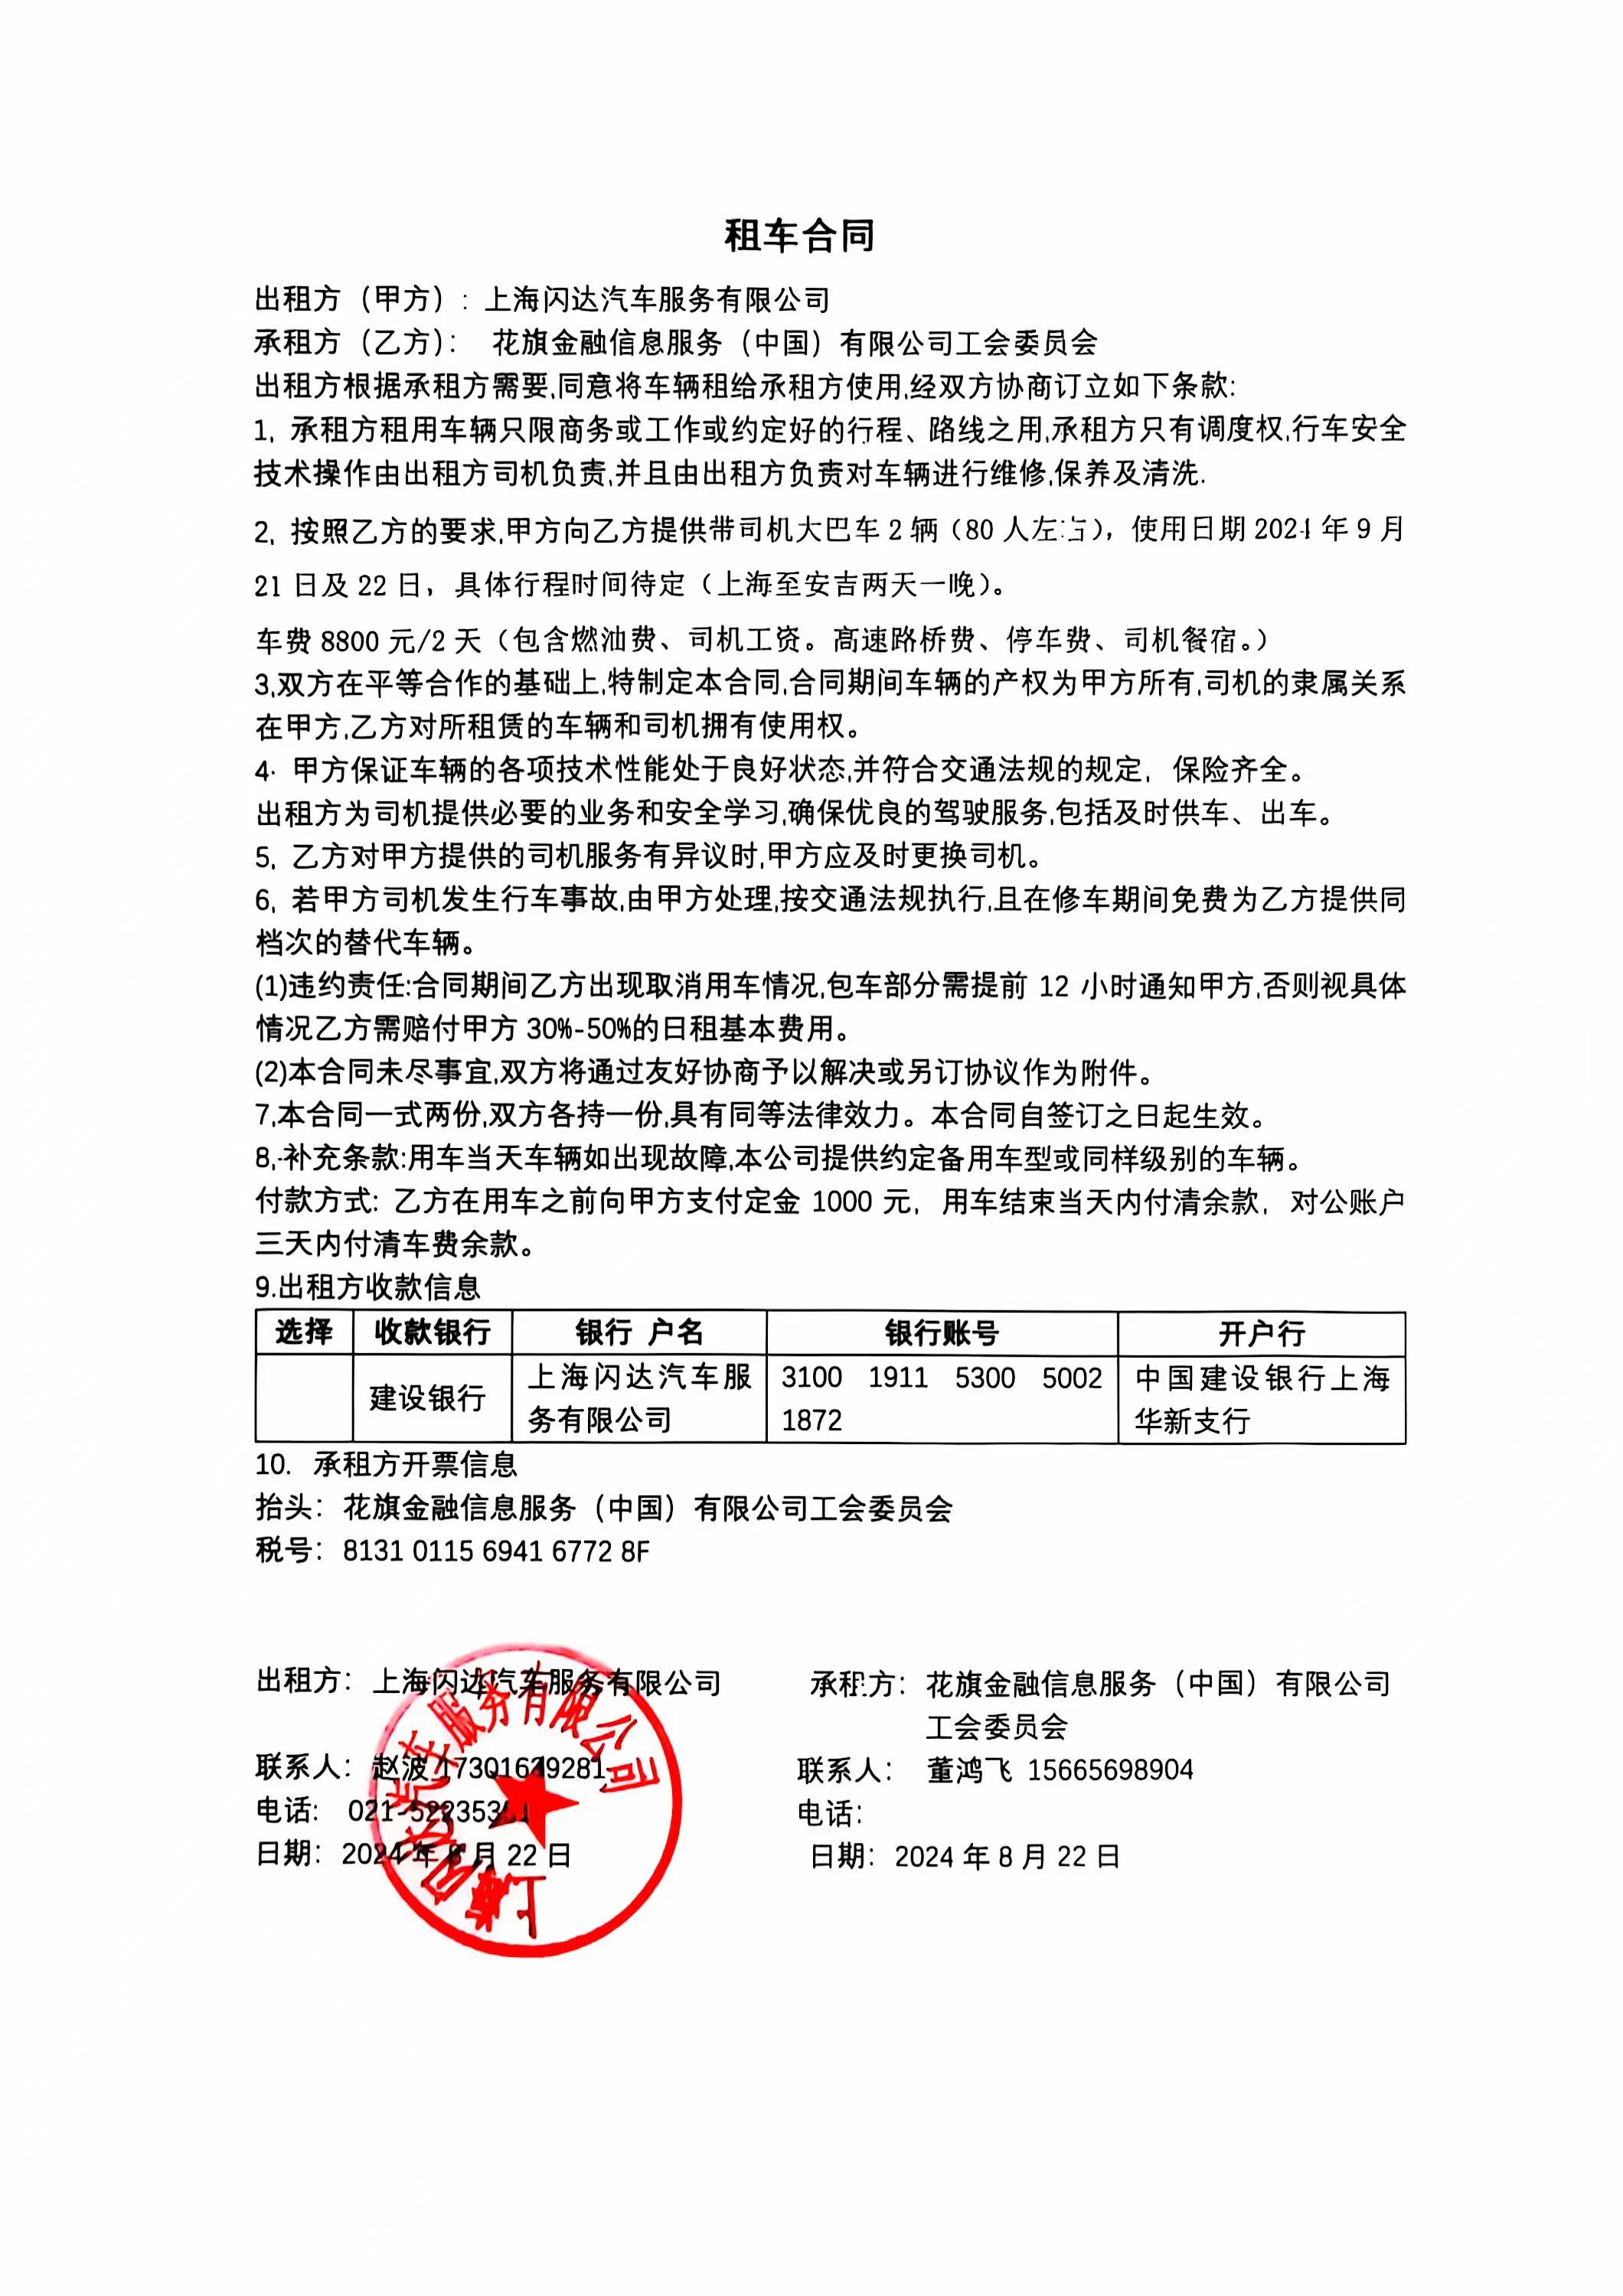 租车合同
出租方（甲方）: 上海闪达汽车服务有限公司
承租方（乙方）： 花旗金融信息服务（中国）有限公司工会委员会
出租方根据承租方需要,同意将车辆租给承租方使用,经双方协商订立如下条款:
1, 承租方租用车辆只限商务或工作或约定好的行程、路线之用,承租方只有调度权,行车安全
技术操作由出租方司机负责,并且由出租方负责对车辆进行维修,保养及清洗.
2, 按照乙方的要求,甲方向乙方提供带司机大巴车 2 辆（80 人左右），使用日期 2024 年 9 月
21 日及 22 日，具体行程时间待定（上海至安吉两天一晚）。
车费 8800 元/2 天（包含燃油费、司机工资。高速路桥费、停车费、司机餐宿。）
3,双方在平等合作的基础上,特制定本合同,合同期间车辆的产权为甲方所有,司机的隶属关系
在甲方,乙方对所租赁的车辆和司机拥有使用权。
4· 甲方保证车辆的各项技术性能处于良好状态,并符合交通法规的规定，保险齐全。
出租方为司机提供必要的业务和安全学习,确保优良的驾驶服务,包括及时供车、出车。
5, 乙方对甲方提供的司机服务有异议时,甲方应及时更换司机。
6, 若甲方司机发生行车事故,由甲方处理,按交通法规执行,且在修车期间免费为乙方提供同
档次的替代车辆。
(1)违约责任:合同期间乙方出现取消用车情况,包车部分需提前 12 小时通知甲方,否则视具体
情况乙方需赔付甲方 30%-50%的日租基本费用。
(2)本合同未尽事宜,双方将通过友好协商予以解决或另订协议作为附件。
7,本合同一式两份,双方各持一份,具有同等法律效力。本合同自签订之日起生效。
8,·补充条款:用车当天车辆如出现故障,本公司提供约定备用车型或同样级别的车辆。
付款方式: 乙方在用车之前向甲方支付定金 1000 元，用车结束当天内付清余款，对公账户
三天内付清车费余款。
9.出租方收款信息
选择 收款银行 银行 户名 银行账号 开户行
建设银行 上海闪达汽车服 3100 1911 5300 5002 中国建设银行上海
务有限公司 1872 华新支行
10. 承租方开票信息
抬头：花旗金融信息服务（中国）有限公司工会委员会
税号：8131 0115 6941 6772 8F
出租方：上海闪达汽车服务有限公司 承租方：花旗金融信息服务（中国）有限公司
工会委员会
联系人：赵波 联系人： 董鸿飞 15665698904
电话: 电话：
日期：2024 年 8 月 22 日 日期：2024 年 8 月 22 日
上海闪达汽车服务有限公司